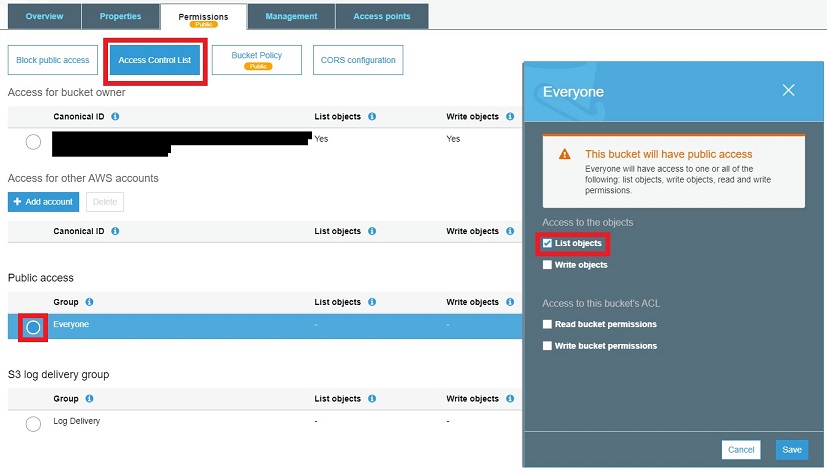 Overview
Properties
Permissions
Public
Management
Access points
Block public access
Access Control List
Bucket Policy
Public
CORS configuration
Access for bucket owner
Canonical ID
List objects
Write objects
Yes
Yes
Access for other AWS accounts
Add account
Delete
Canonical ID
List objects
Write objects
Public access
Group
List objects
Write objects
Everyone
-
-
S3 log delivery group
Group
List objects
Write objects
Log Delivery
-
-
Everyone
This bucket will have public access
Everyone will have access to one or all of the
following: list objects, write objects, read and write
permissions.
Access to the objects
List objects
Write objects
Access to this bucket's ACL
Read bucket permissions
Write bucket permissions
Cancel
Save